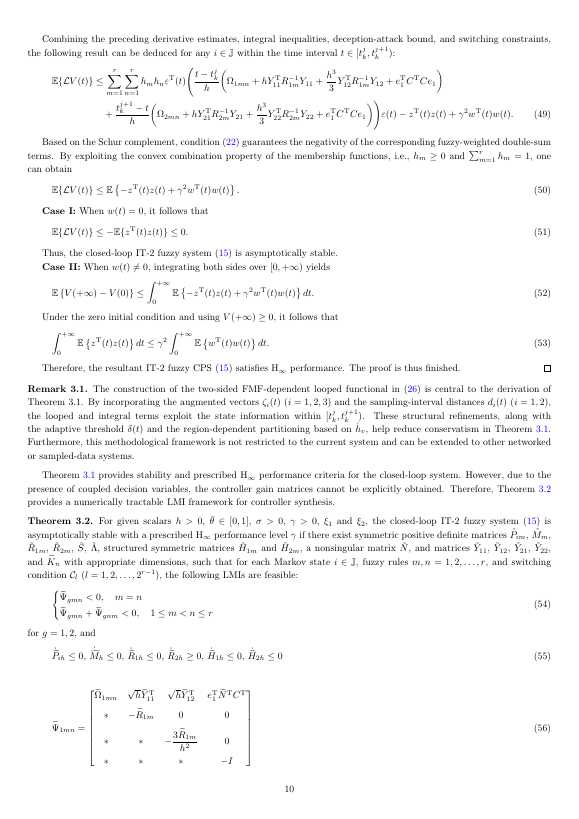 Combining the preceding derivative estimates, integral inequalities, deception-attack bound, and switching constraints,
the following result can be deduced for any i ∈ 𝕁 within the time interval t ∈ [t_k^j, t_k^{j+1}):
𝔼{ℒV(t)} ≤ ∑_{m=1}^{r} ∑_{n=1}^{r} h_m h_n ε^T(t) ( (t − t_k^j)/h ( Ω_{1mn} + hY_{11}^T R_{1m}^{-1} Y_{11} + (h^3/3) Y_{12}^T R_{1m}^{-1} Y_{12} + e_1^T C^T C e_1 )
+ (t_k^{j+1} − t)/h ( Ω_{2mn} + hY_{21}^T R_{2m}^{-1} Y_{21} + (h^3/3) Y_{22}^T R_{2m}^{-1} Y_{22} + e_1^T C^T C e_1 ) ) ε(t) − z^T(t)z(t) + γ^2 w^T(t)w(t). (49)
Based on the Schur complement, condition (22) guarantees the negativity of the corresponding fuzzy-weighted double-sum
terms. By exploiting the convex combination property of the membership functions, i.e., h_m ≥ 0 and ∑_{m=1}^{r} h_m = 1, one
can obtain
𝔼{ℒV(t)} ≤ 𝔼 {−z^T(t)z(t) + γ^2 w^T(t)w(t)} . (50)
Case I: When w(t) = 0, it follows that
𝔼{ℒV(t)} ≤ −𝔼{z^T(t)z(t)} ≤ 0. (51)
Thus, the closed-loop IT-2 fuzzy system (15) is asymptotically stable.
Case II: When w(t) ≠ 0, integrating both sides over [0, +∞) yields
𝔼 {V(+∞) − V(0)} ≤ ∫_0^{+∞} 𝔼 {−z^T(t)z(t) + γ^2 w^T(t)w(t)} dt. (52)
Under the zero initial condition and using V(+∞) ≥ 0, it follows that
∫_0^{+∞} 𝔼 {z^T(t)z(t)} dt ≤ γ^2 ∫_0^{+∞} 𝔼 {w^T(t)w(t)} dt. (53)
Therefore, the resultant IT-2 fuzzy CPS (15) satisfies H_∞ performance. The proof is thus finished. □
Remark 3.1. The construction of the two-sided FMF-dependent looped functional in (26) is central to the derivation of
Theorem 3.1. By incorporating the augmented vectors ζ_i(t) (i = 1, 2, 3) and the sampling-interval distances d_i(t) (i = 1, 2),
the looped and integral terms exploit the state information within [t_k^j, t_k^{j+1}). These structural refinements, along with
the adaptive threshold δ(t) and the region-dependent partitioning based on ḣ_v, help reduce conservatism in Theorem 3.1.
Furthermore, this methodological framework is not restricted to the current system and can be extended to other networked
or sampled-data systems.
Theorem 3.1 provides stability and prescribed H_∞ performance criteria for the closed-loop system. However, due to the
presence of coupled decision variables, the controller gain matrices cannot be explicitly obtained. Therefore, Theorem 3.2
provides a numerically tractable LMI framework for controller synthesis.
Theorem 3.2. For given scalars h > 0, θ̄ ∈ [0, 1], σ > 0, γ > 0, ξ_1 and ξ_2, the closed-loop IT-2 fuzzy system (15) is
asymptotically stable with a prescribed H_∞ performance level γ if there exist symmetric positive definite matrices P̃_{im}, M̃_m,
R̃_{1m}, R̃_{2m}, S̃, Λ̃, structured symmetric matrices H̃_{1m} and H̃_{2m}, a nonsingular matrix Ñ, and matrices Ỹ_{11}, Ỹ_{12}, Ỹ_{21}, Ỹ_{22},
and K̃_n with appropriate dimensions, such that for each Markov state i ∈ 𝕁, fuzzy rules m, n = 1, 2, . . . , r, and switching
condition 𝒞_l (l = 1, 2, . . . , 2^{r−1}), the following LMIs are feasible:
{ Ψ̃_{gmn} < 0, m = n
Ψ̃_{gmn} + Ψ̃_{gnm} < 0, 1 ≤ m < n ≤ r (54)
for g = 1, 2, and
P̃̇_{ih} ≤ 0, M̃̇_h ≤ 0, R̃̇_{1h} ≤ 0, R̃̇_{2h} ≥ 0, H̃̇_{1h} ≤ 0, H̃̇_{2h} ≤ 0 (55)
Ψ̃_{1mn} = [ Ω̃_{1mn} √h Ỹ_{11}^T √h Ỹ_{12}^T e_1^T Ñ^T C^T
∗ −R̃_{1m} 0 0
∗ ∗ −3R̃_{1m}/h^2 0
∗ ∗ ∗ −I ] (56)
10